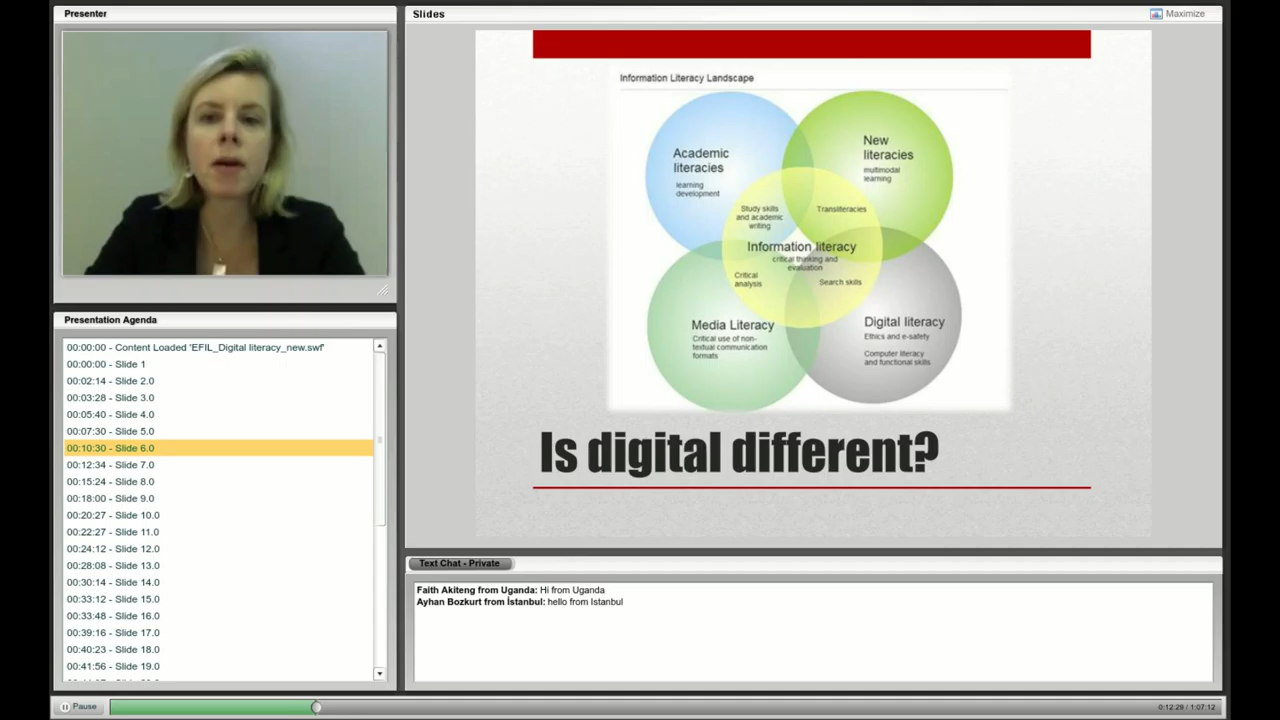 Presenter
Slides
Maximize
Information Literacy Landscape
Academic
literacies
learning
development
New
literacies
multimodal
learning
Study skills
and academic
writing
Transliteracies
Information literacy
critical thinking and
evaluation
Critical
analysis
Search skills
Media Literacy
Critical use of non-
textual communication
formats
Digital literacy
Ethics and e-safety
Computer literacy
and functional skills
Is digital different?
Presentation Agenda
00:00:00 - Content Loaded 'EFIL_Digital literacy_new.swf'
00:00:00 - Slide 1
00:02:14 - Slide 2.0
00:03:28 - Slide 3.0
00:05:40 - Slide 4.0
00:07:30 - Slide 5.0
00:10:30 - Slide 6.0
00:12:34 - Slide 7.0
00:15:24 - Slide 8.0
00:18:00 - Slide 9.0
00:20:27 - Slide 10.0
00:22:27 - Slide 11.0
00:24:12 - Slide 12.0
00:28:08 - Slide 13.0
00:30:14 - Slide 14.0
00:33:12 - Slide 15.0
00:33:48 - Slide 16.0
00:39:16 - Slide 17.0
00:40:23 - Slide 18.0
00:41:56 - Slide 19.0
Text Chat - Private
Faith Akiteng from Uganda: Hi from Uganda
Ayhan Bozkurt from İstanbul: hello from Istanbul
Pause
0:12:29 / 1:07:12